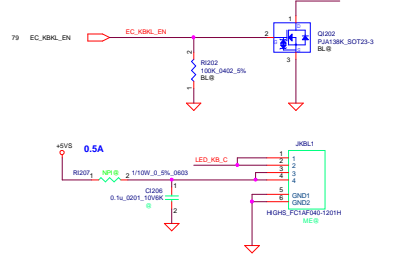 1
79 EC_KBKL_EN
EC_KBKL_EN
2
QI202
PJA138K_SOT23-3
BL@
3
2
RI202
100K_0402_5%
BL@
1
+5VS
0.5A
JKBL1
LED_KB_C
1 1
2 2
3 3
4 4
RI207 1 NPI@ 2 1/10W_0_5%_0603
1
CI206
0.1u_0201_10V6K
@
2
5 GND1
6 GND2
HIGHS_FC1AF040-1201H
ME@